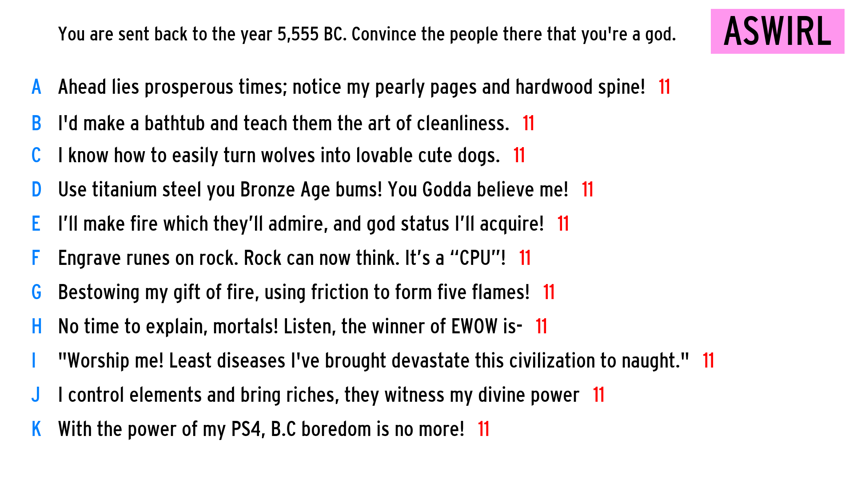 You are sent back to the year 5,555 BC. Convince the people there that you're a god.
ASWIRL
A Ahead lies prosperous times; notice my pearly pages and hardwood spine! 11
B I'd make a bathtub and teach them the art of cleanliness. 11
C I know how to easily turn wolves into lovable cute dogs. 11
D Use titanium steel you Bronze Age bums! You Godda believe me! 11
E I’ll make fire which they’ll admire, and god status I’ll acquire! 11
F Engrave runes on rock. Rock can now think. It’s a “CPU”! 11
G Bestowing my gift of fire, using friction to form five flames! 11
H No time to explain, mortals! Listen, the winner of EWOW is- 11
I "Worship me! Least diseases I've brought devastate this civilization to naught." 11
J I control elements and bring riches, they witness my divine power 11
K With the power of my PS4, B.C boredom is no more! 11